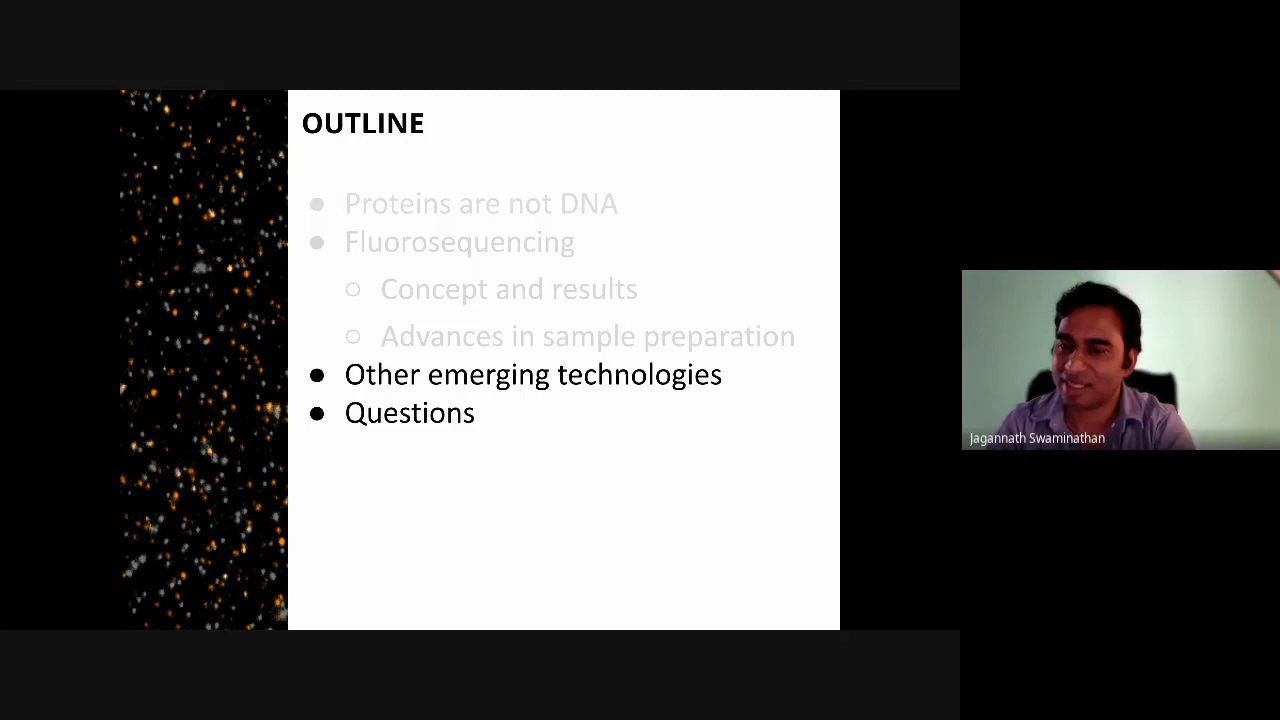 OUTLINE
● Proteins are not DNA
● Fluorosequencing
○ Concept and results
○ Advances in sample preparation
● Other emerging technologies
● Questions
Jagannath Swaminathan